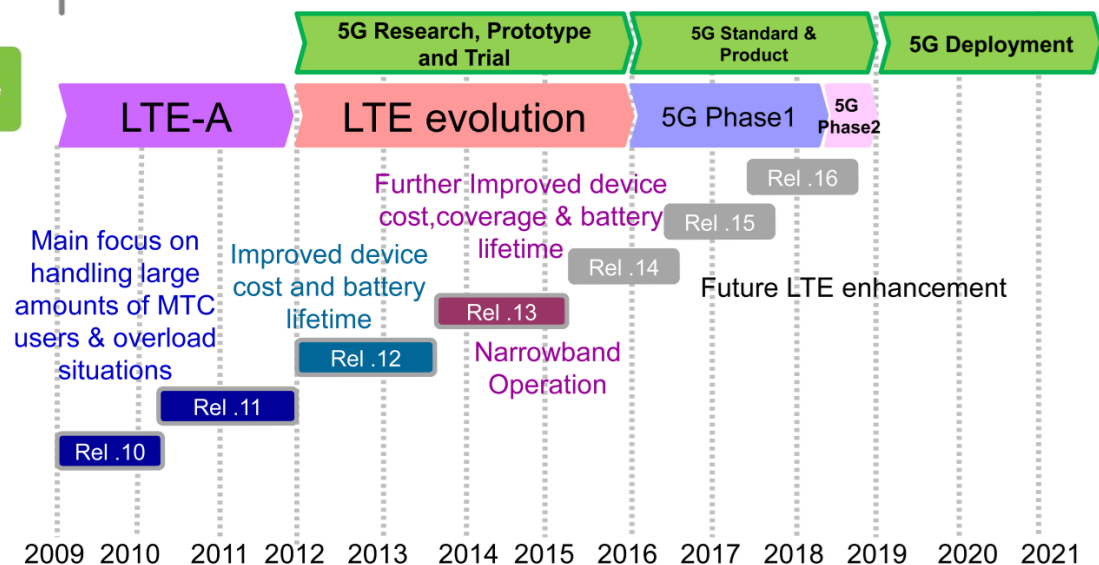 5G Research, Prototype
and Trial
5G Standard &
Product
5G Deployment
LTE-A
LTE evolution
5G Phase1
5G
Phase2
Rel .16
Further Improved device
cost,coverage & battery
lifetime
Rel .15
Main focus on
handling large
amounts of MTC
users & overload
situations
Improved device
cost and battery
lifetime
Rel .14
Future LTE enhancement
Rel .13
Narrowband
Operation
Rel .12
Rel .11
Rel .10
2009 2010 2011 2012 2013 2014 2015 2016 2017 2018 2019 2020 2021